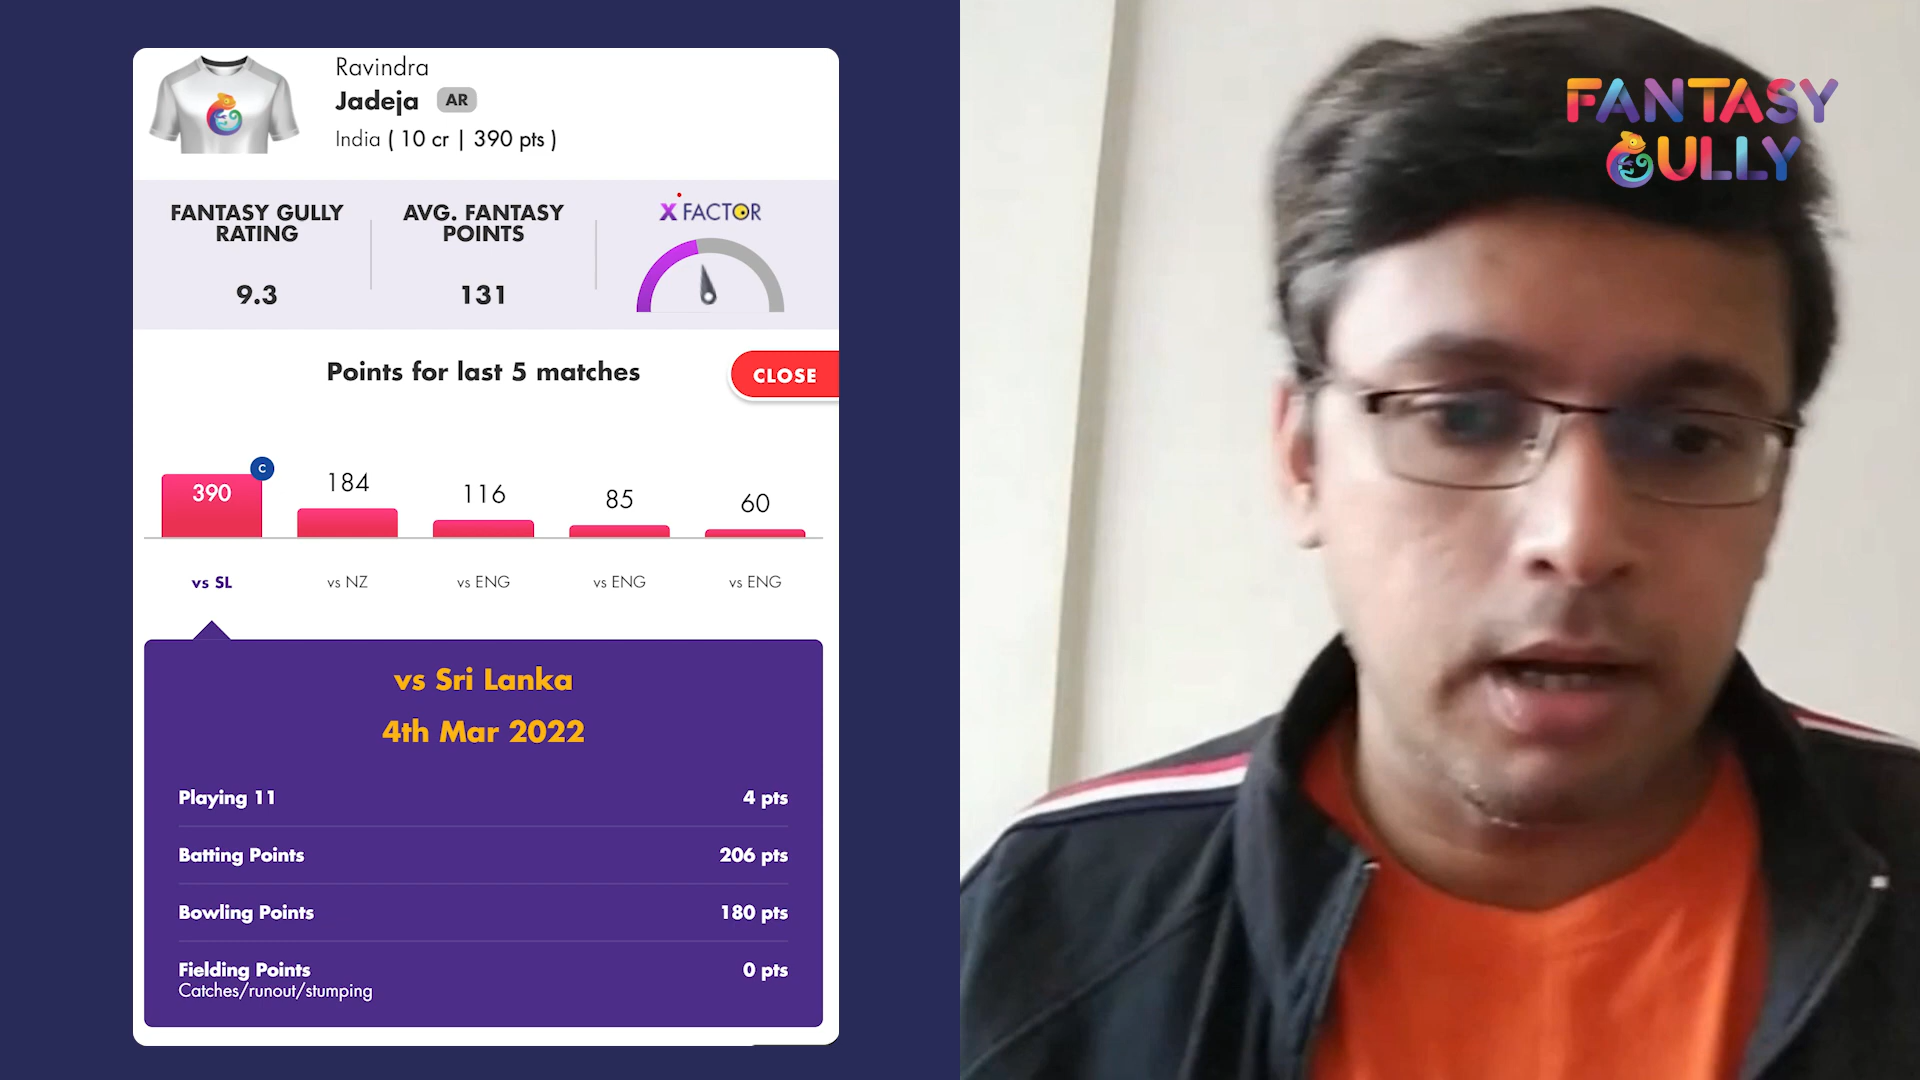 Ravindra
Jadeja AR
India ( 10 cr | 390 pts )
FANTASY GULLY
RATING
9.3
AVG. FANTASY
POINTS
131
X FACTOR
Points for last 5 matches
CLOSE
C
390
184
116
85
60
vs SL
vs NZ
vs ENG
vs ENG
vs ENG
vs Sri Lanka
4th Mar 2022
Playing 11 4 pts
Batting Points 206 pts
Bowling Points 180 pts
Fielding Points 0 pts
Catches/runout/stumping
FANTASY
GULLY